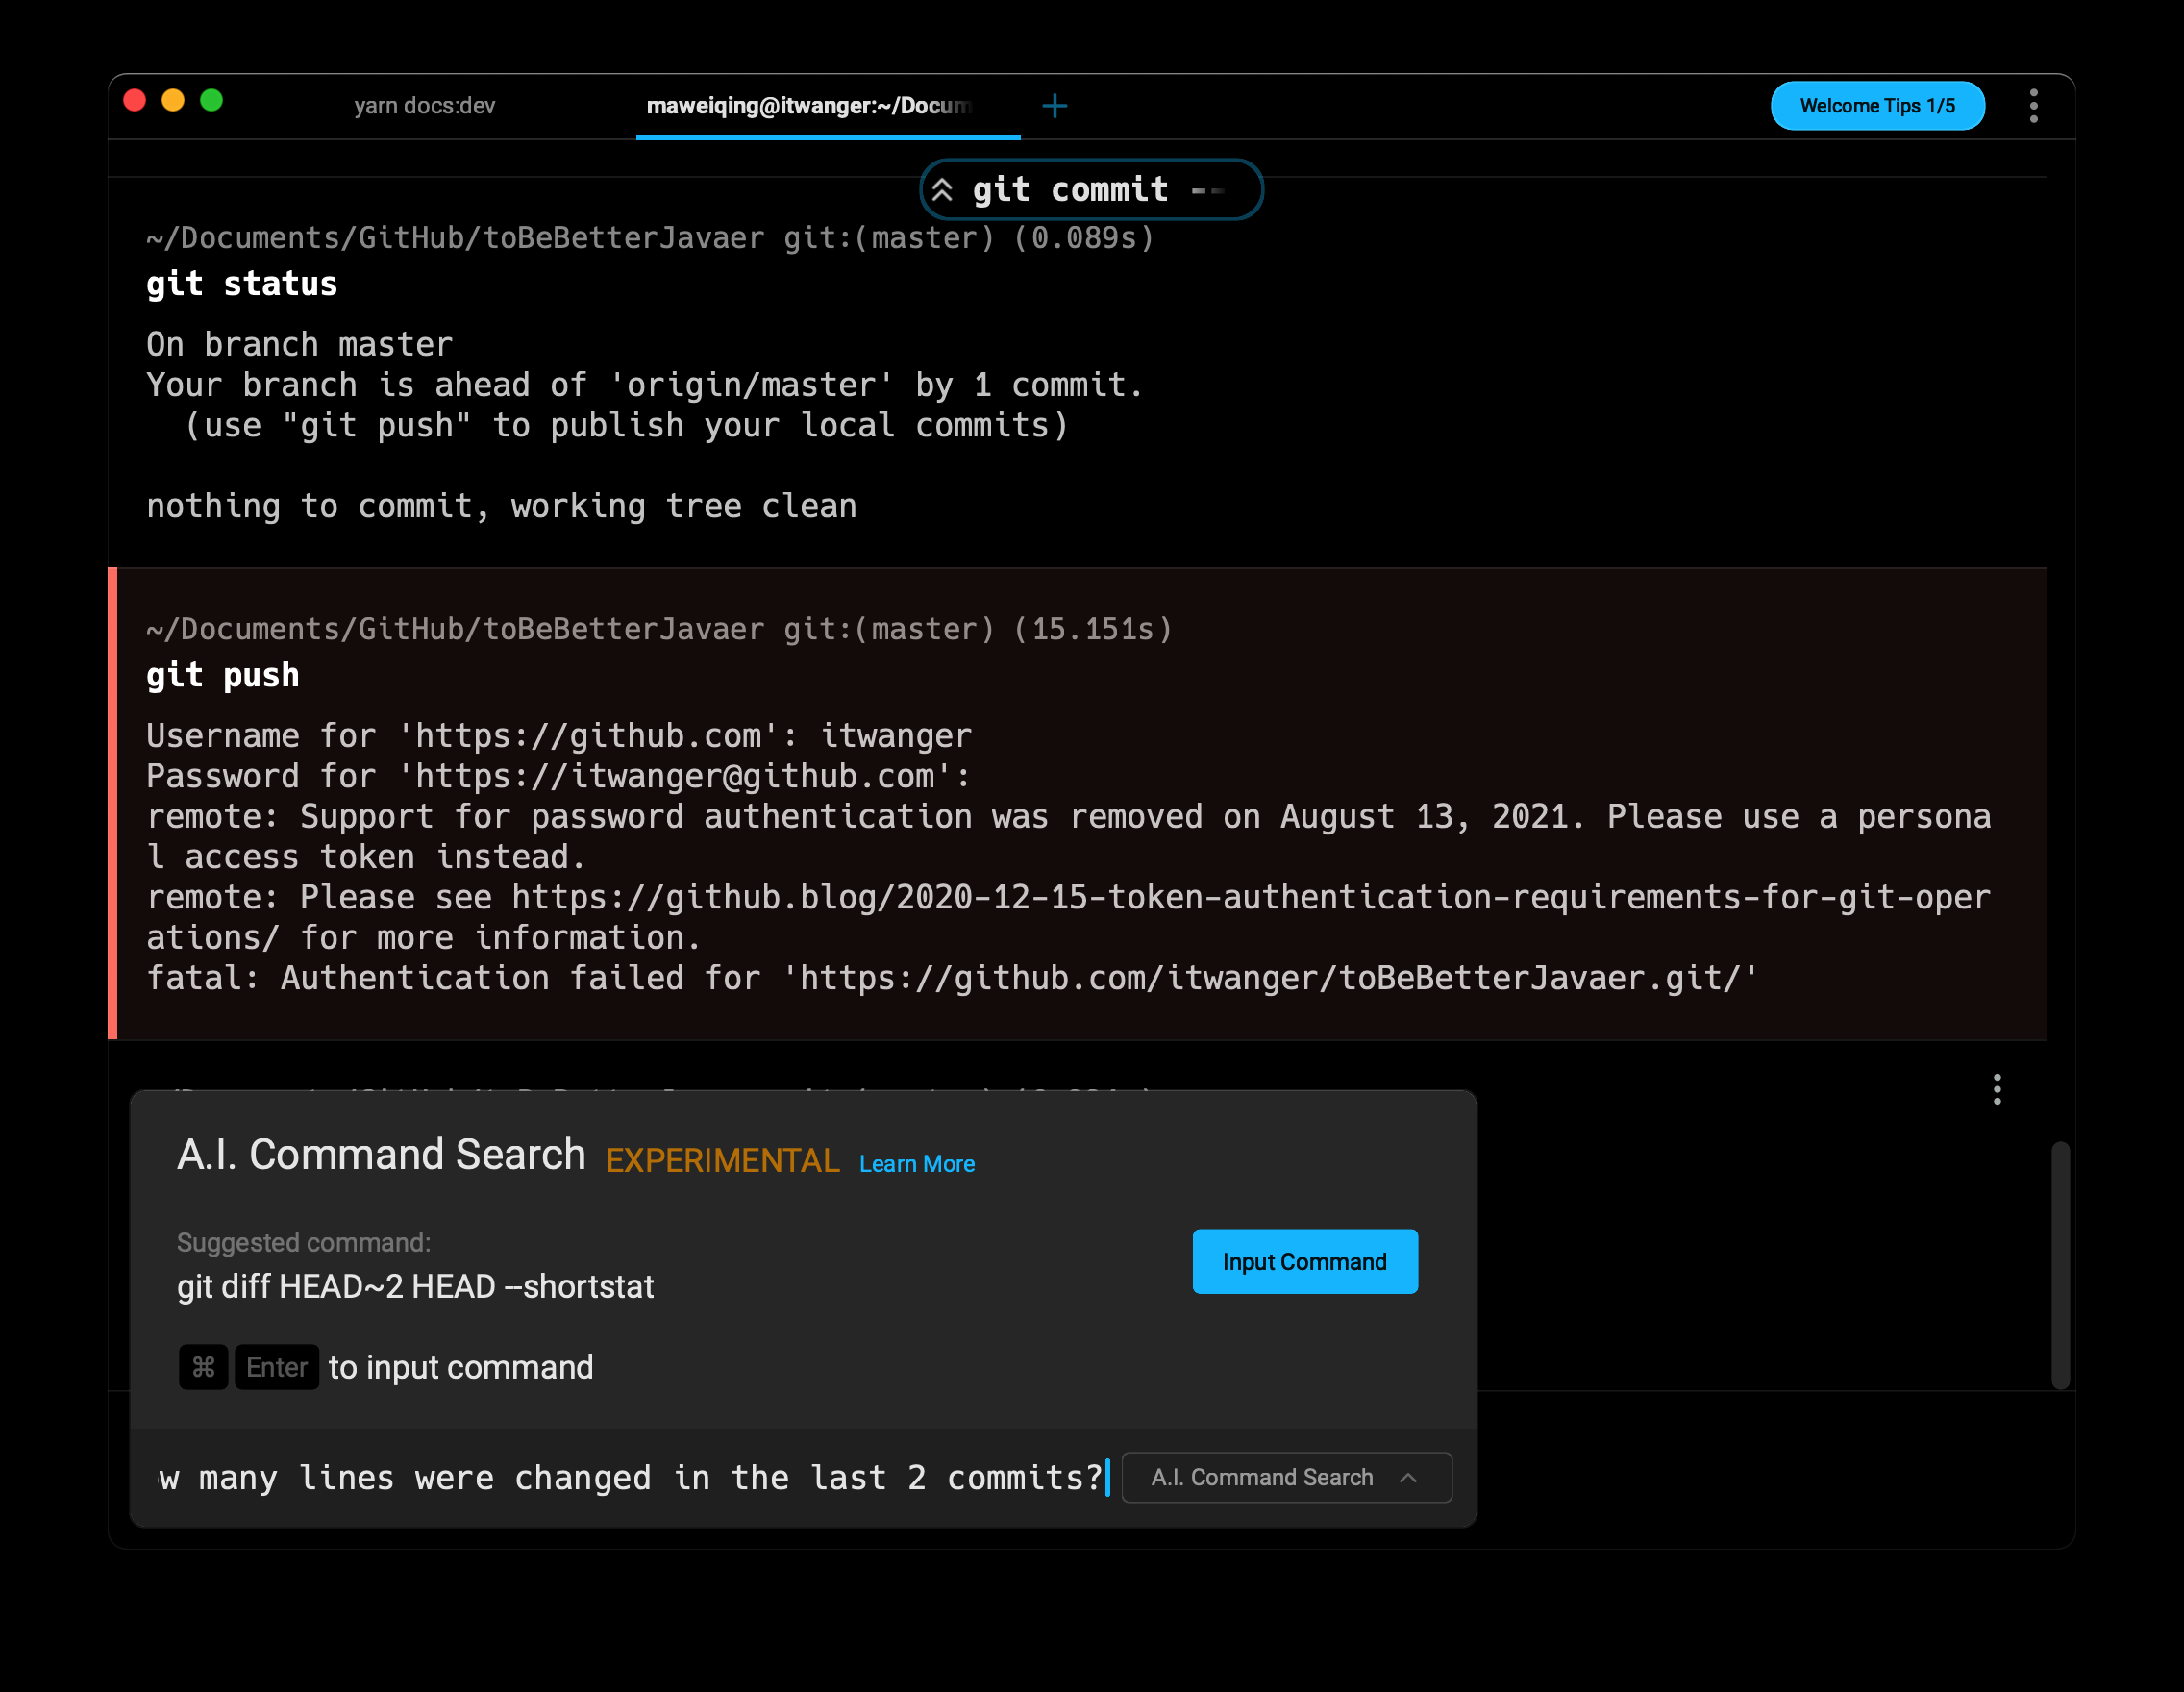 yarn docs:dev
maweiqing@itwanger:~/Docum
Welcome Tips 1/5
git commit --
~/Documents/GitHub/toBeBetterJavaer git:(master) (0.089s)
git status
On branch master
Your branch is ahead of 'origin/master' by 1 commit.
(use "git push" to publish your local commits)
nothing to commit, working tree clean
~/Documents/GitHub/toBeBetterJavaer git:(master) (15.151s)
git push
Username for 'https://github.com': itwanger
Password for 'https://itwanger@github.com':
remote: Support for password authentication was removed on August 13, 2021. Please use a persona
l access token instead.
remote: Please see https://github.blog/2020-12-15-token-authentication-requirements-for-git-oper
ations/ for more information.
fatal: Authentication failed for 'https://github.com/itwanger/toBeBetterJavaer.git/'
A.I. Command Search EXPERIMENTAL Learn More
Suggested command:
git diff HEAD~2 HEAD --shortstat
Input Command
⌘ Enter to input command
w many lines were changed in the last 2 commits?
A.I. Command Search